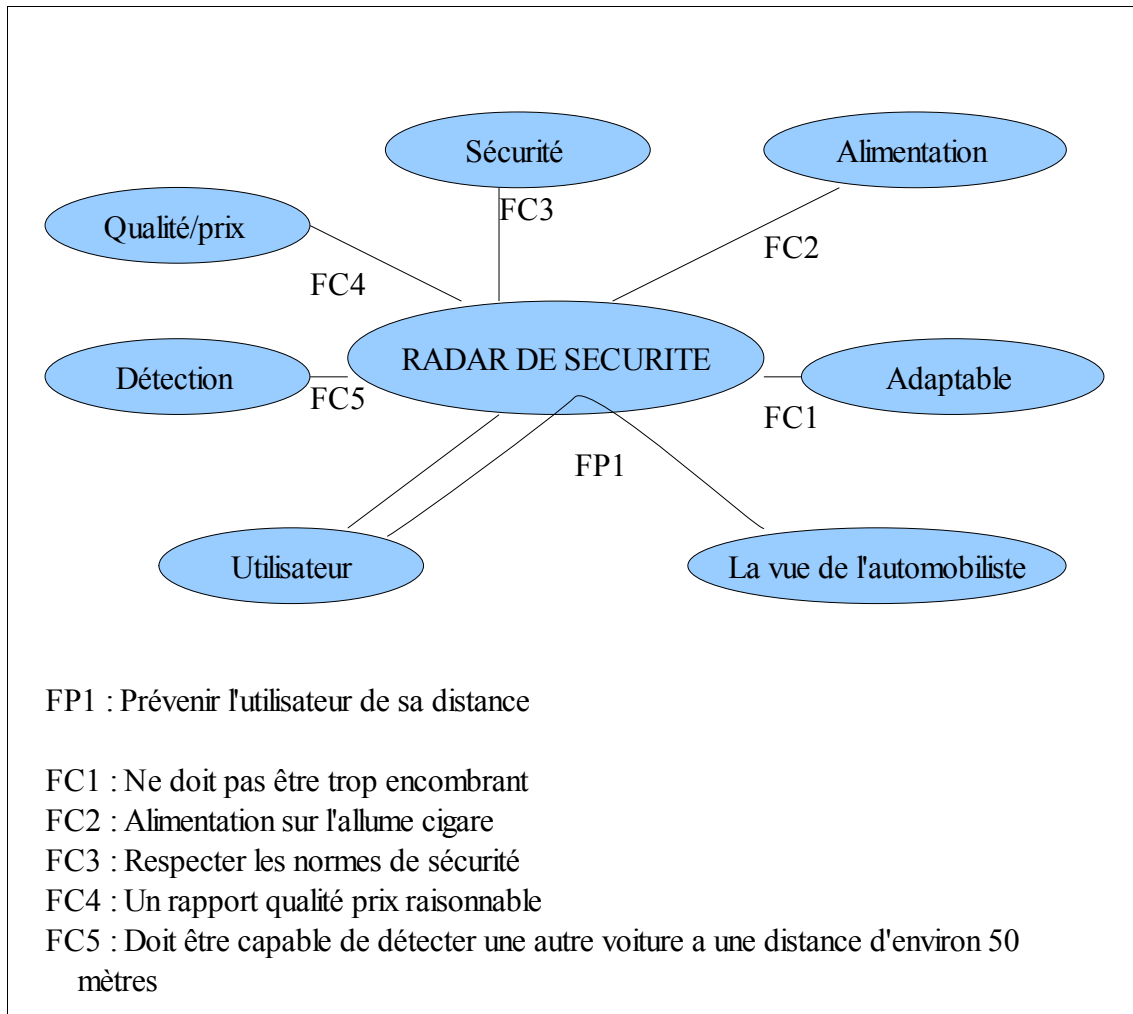 Sécurité
Alimentation
FC3
Qualité/prix
FC2
FC4
RADAR DE SECURITE
Détection
Adaptable
FC5
FC1
FP1
Utilisateur
La vue de l'automobiliste
FP1 : Prévenir l'utilisateur de sa distance
FC1 : Ne doit pas être trop encombrant
FC2 : Alimentation sur l'allume cigare
FC3 : Respecter les normes de sécurité
FC4 : Un rapport qualité prix raisonnable
FC5 : Doit être capable de détecter une autre voiture a une distance d'environ 50
mètres